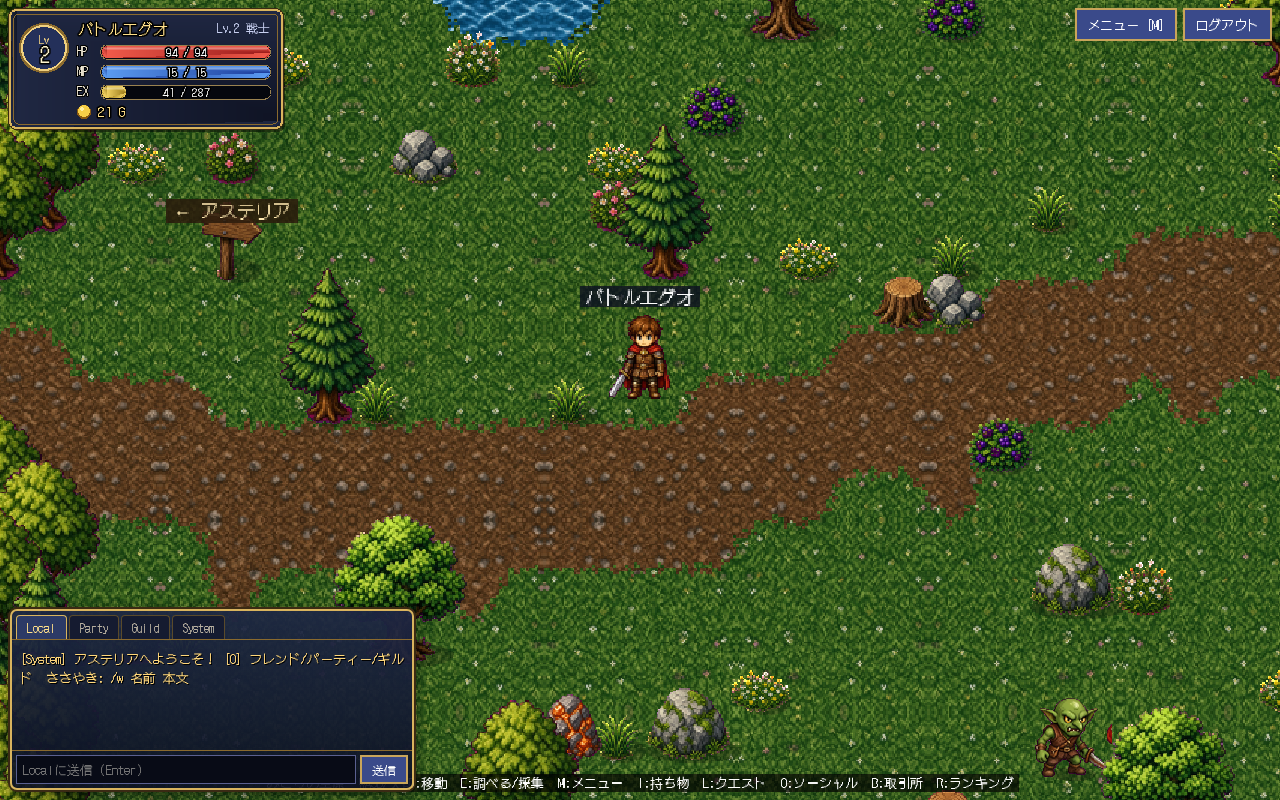 バトルエグオ Lv.2 戦士
Lv 2
HP 94 / 94
MP 15 / 15
EX 41 / 287
21 G
メニュー [M] ログアウト
← アステリア
バトルエグオ
Local Party Guild System
[System] アステリアへようこそ！ [O] フレンド/パーティー/ギル
ド ささやき: /w 名前 本文
Localに送信 (Enter) 送信
:移動 E:調べる/採集 M:メニュー I:持ち物 L:クエスト O:ソーシャル B:取引所 R:ランキング